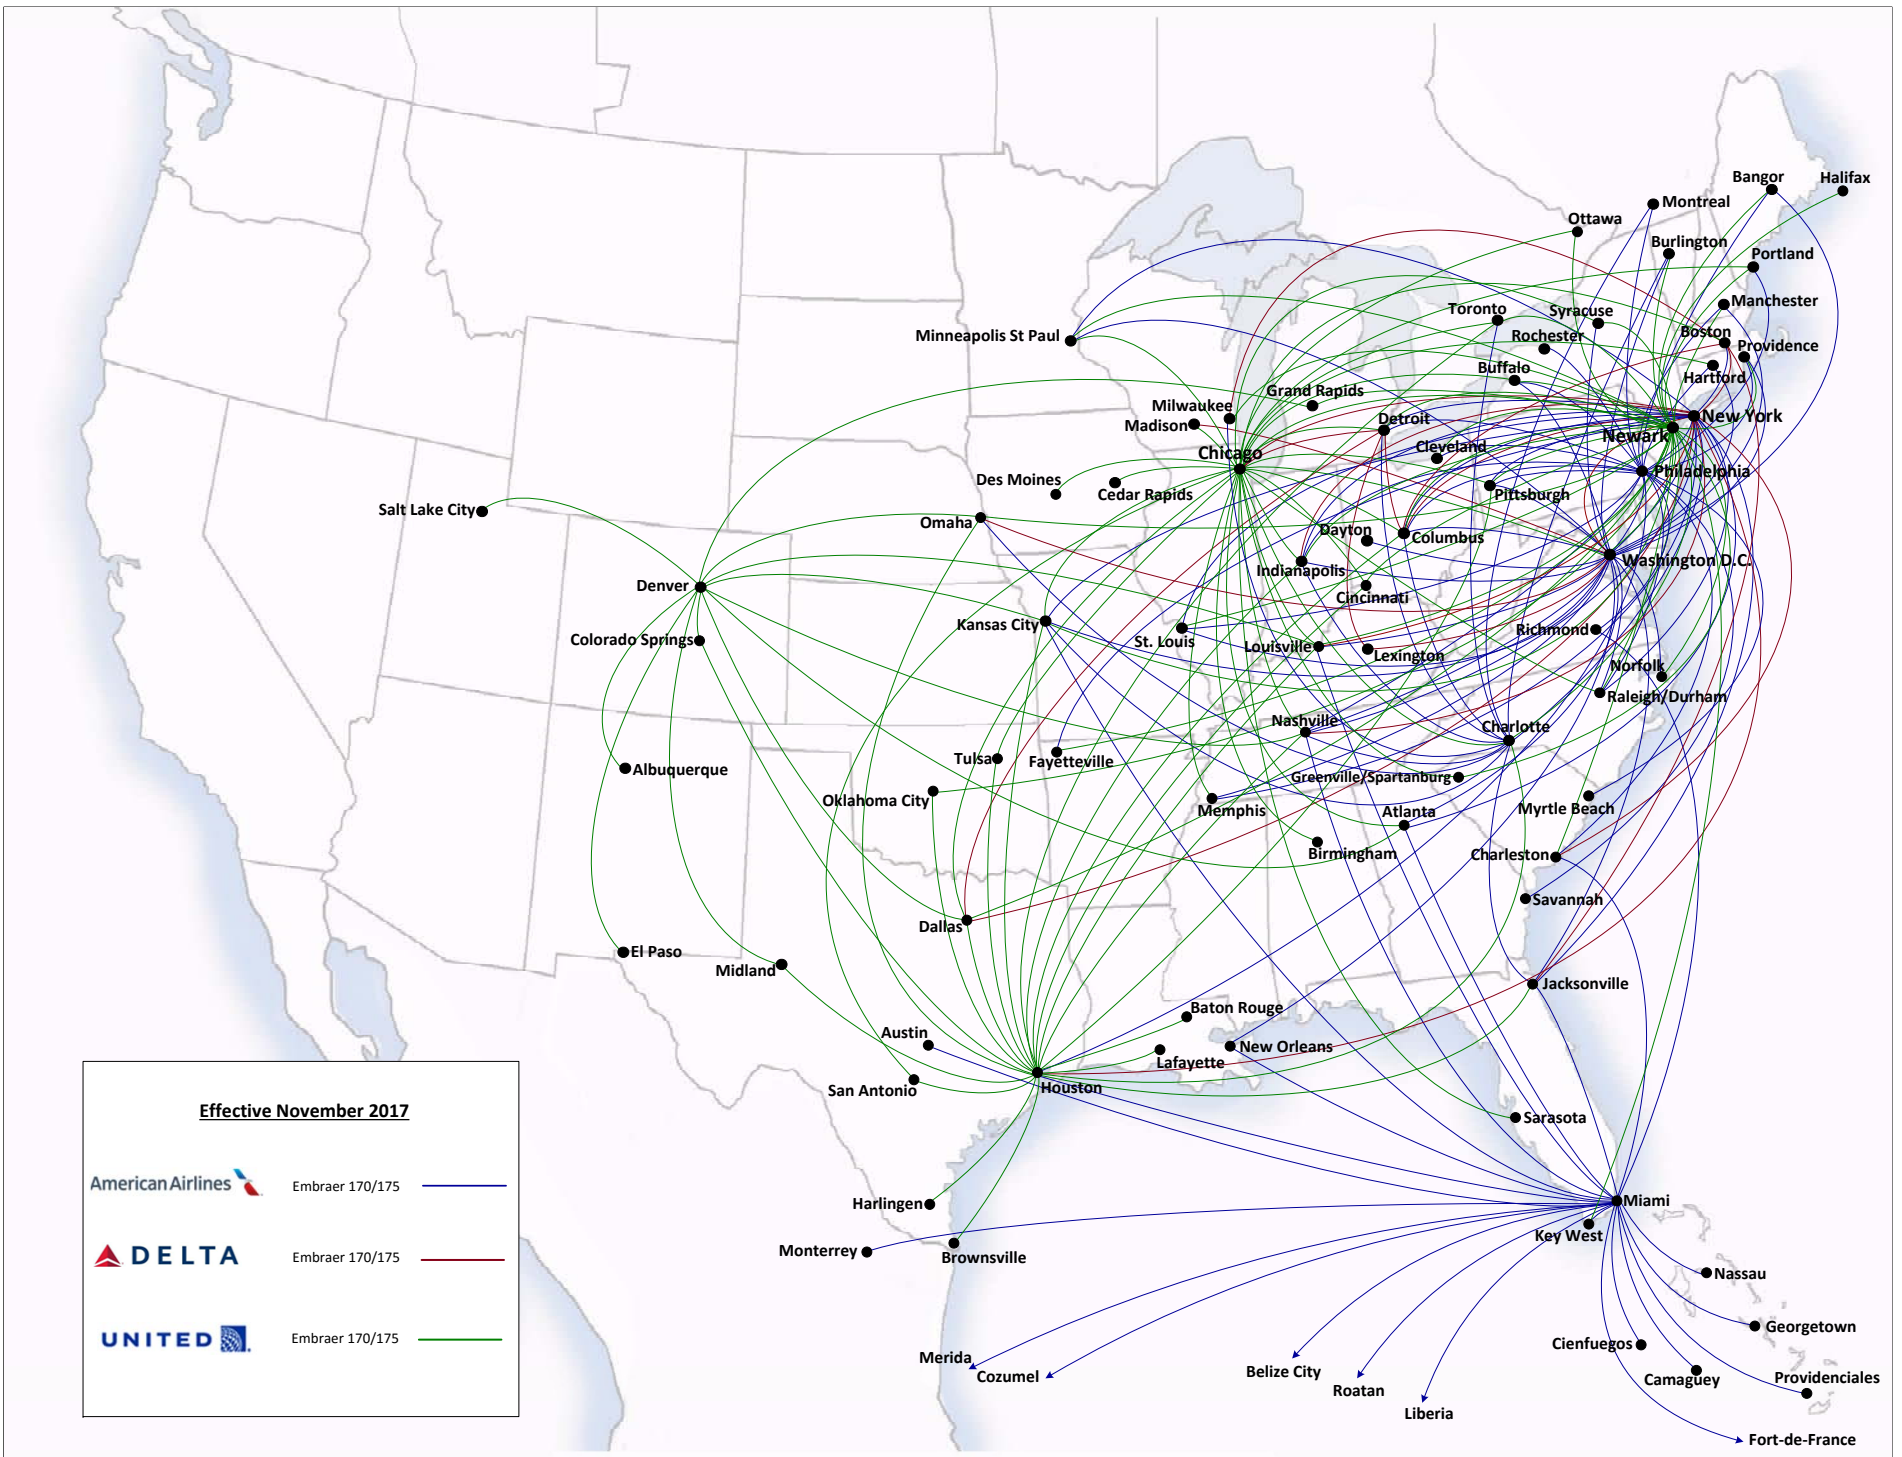 Bangor
Halifax
Montreal
Ottawa
Burlington
Portland
Manchester
Toronto
Syracuse
Rochester
Boston
Providence
Minneapolis St Paul
Buffalo
Hartford
Grand Rapids
Milwaukee
Madison
Detroit
New York
Newark
Chicago
Cleveland
Philadelphia
Des Moines
Cedar Rapids
Pittsburgh
Salt Lake City
Omaha
Dayton
Columbus
Indianapolis
Washington D.C.
Denver
Cincinnati
Colorado Springs
Kansas City
St. Louis
Louisville
Lexington
Richmond
Norfolk
Raleigh/Durham
Nashville
Charlotte
Albuquerque
Tulsa
Fayetteville
Greenville/Spartanburg
Oklahoma City
Memphis
Atlanta
Myrtle Beach
Birmingham
Charleston
Savannah
Dallas
El Paso
Midland
Jacksonville
Baton Rouge
Austin
New Orleans
Lafayette
San Antonio
Houston
Sarasota
Harlingen
Miami
Key West
Monterrey
Brownsville
Nassau
Georgetown
Cienfuegos
Merida
Cozumel
Belize City
Roatan
Liberia
Camaguey
Providenciales
Fort-de-France
Effective November 2017
American Airlines
Embraer 170/175
DELTA
Embraer 170/175
UNITED
Embraer 170/175